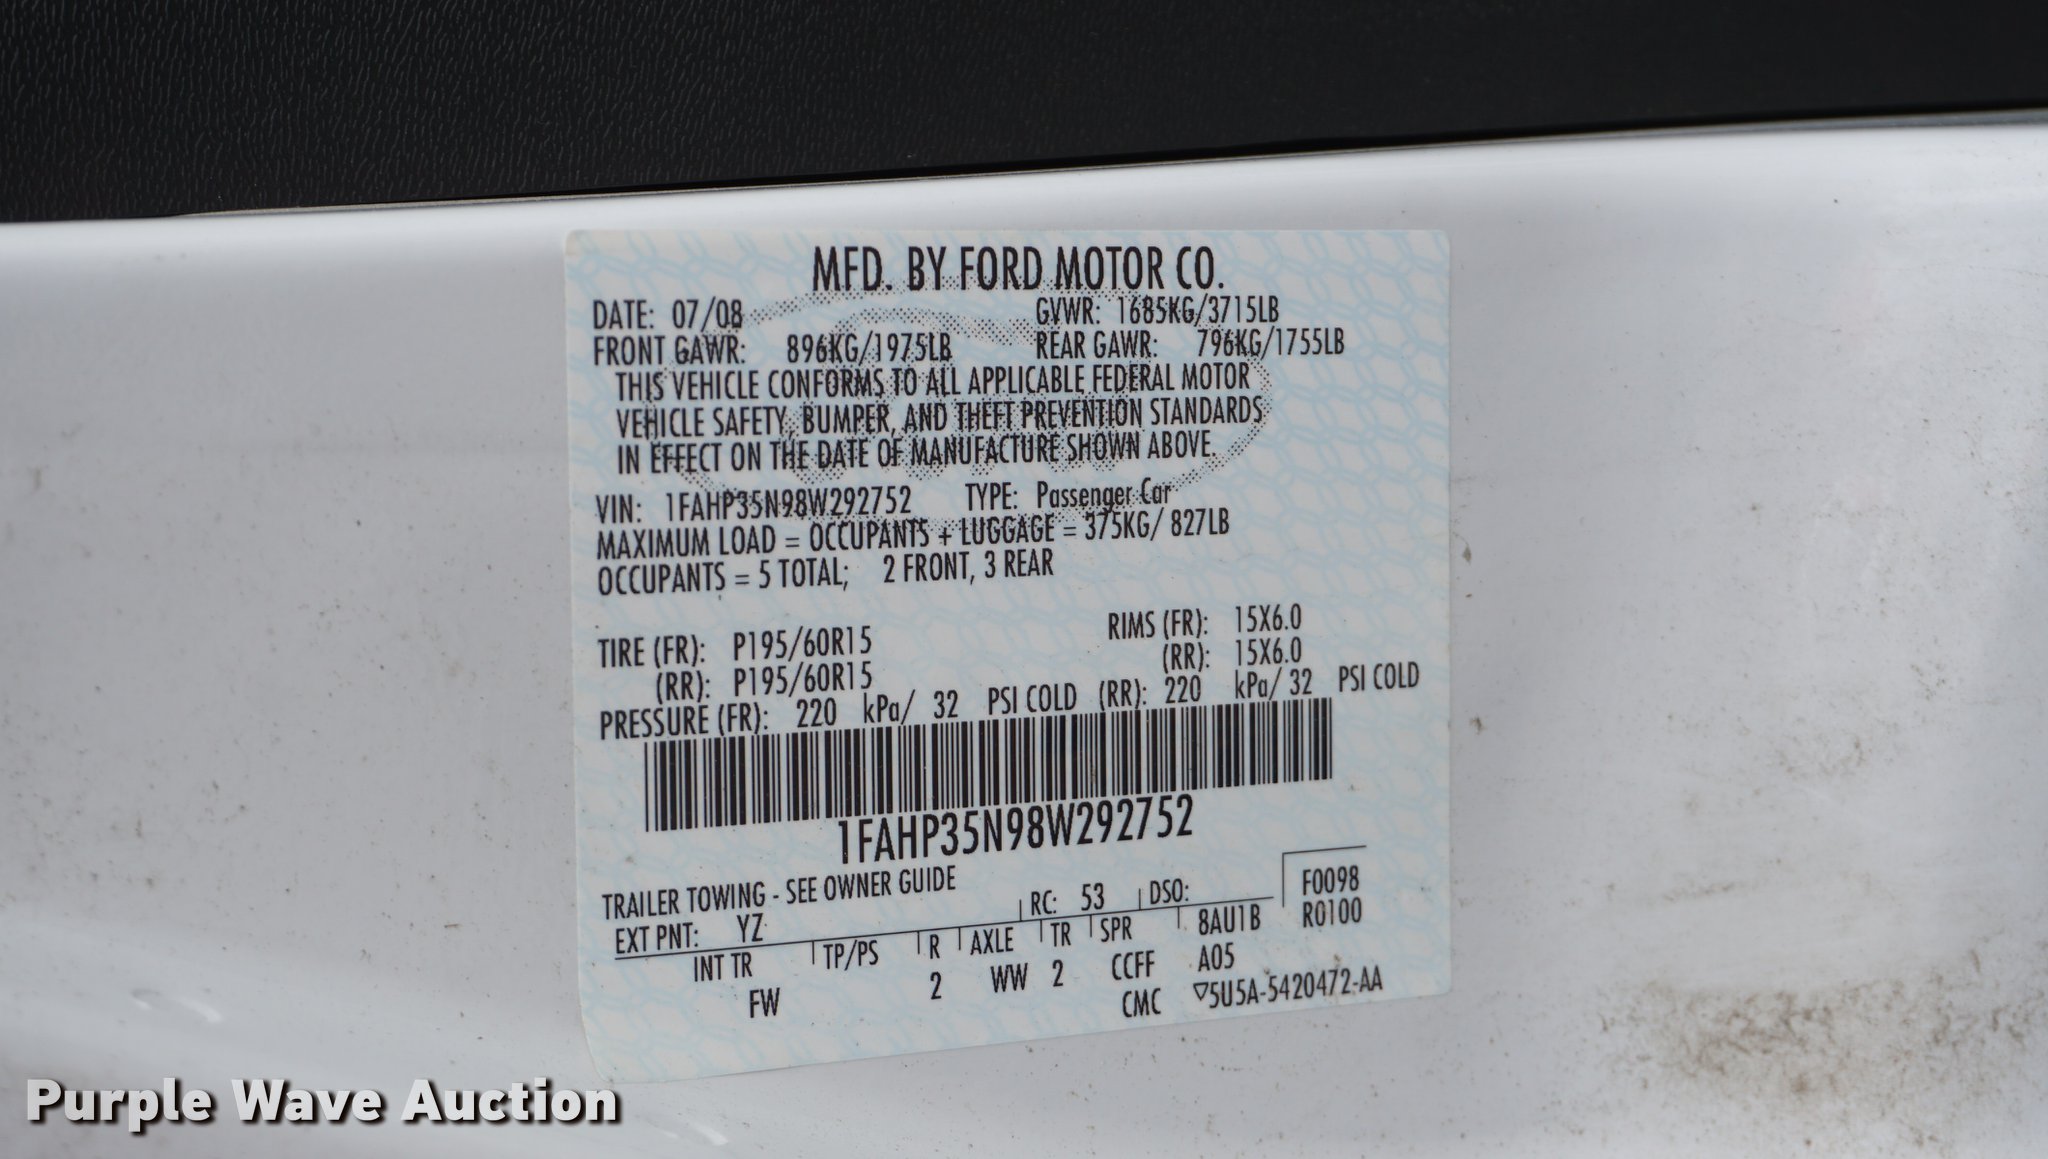 MFD. BY FORD MOTOR CO.
DATE: 07/08 GVWR: 1685KG/3715LB
FRONT GAWR: 896KG/1975LB REAR GAWR: 796KG/1755LB
THIS VEHICLE CONFORMS TO ALL APPLICABLE FEDERAL MOTOR
VEHICLE SAFETY, BUMPER, AND THEFT PREVENTION STANDARDS
IN EFFECT ON THE DATE OF MANUFACTURE SHOWN ABOVE.
VIN: 1FAHP35N98W292752 TYPE: Passenger Car
MAXIMUM LOAD = OCCUPANTS + LUGGAGE = 375KG/ 827LB
OCCUPANTS = 5 TOTAL; 2 FRONT, 3 REAR
TIRE (FR): P195/60R15 RIMS (FR): 15X6.0
(RR): P195/60R15 (RR): 15X6.0
PRESSURE (FR): 220 kPa/ 32 PSI COLD (RR): 220 kPa/ 32 PSI COLD
1FAHP35N98W292752
TRAILER TOWING - SEE OWNER GUIDE
EXT PNT: YZ RC: 53 DSO: F0098
R0100
INT TR TP/PS R AXLE TR SPR 8AU1B
FW 2 WW 2 CCFF A05
CMC ▽5U5A-5420472-AA
Purple Wave Auction